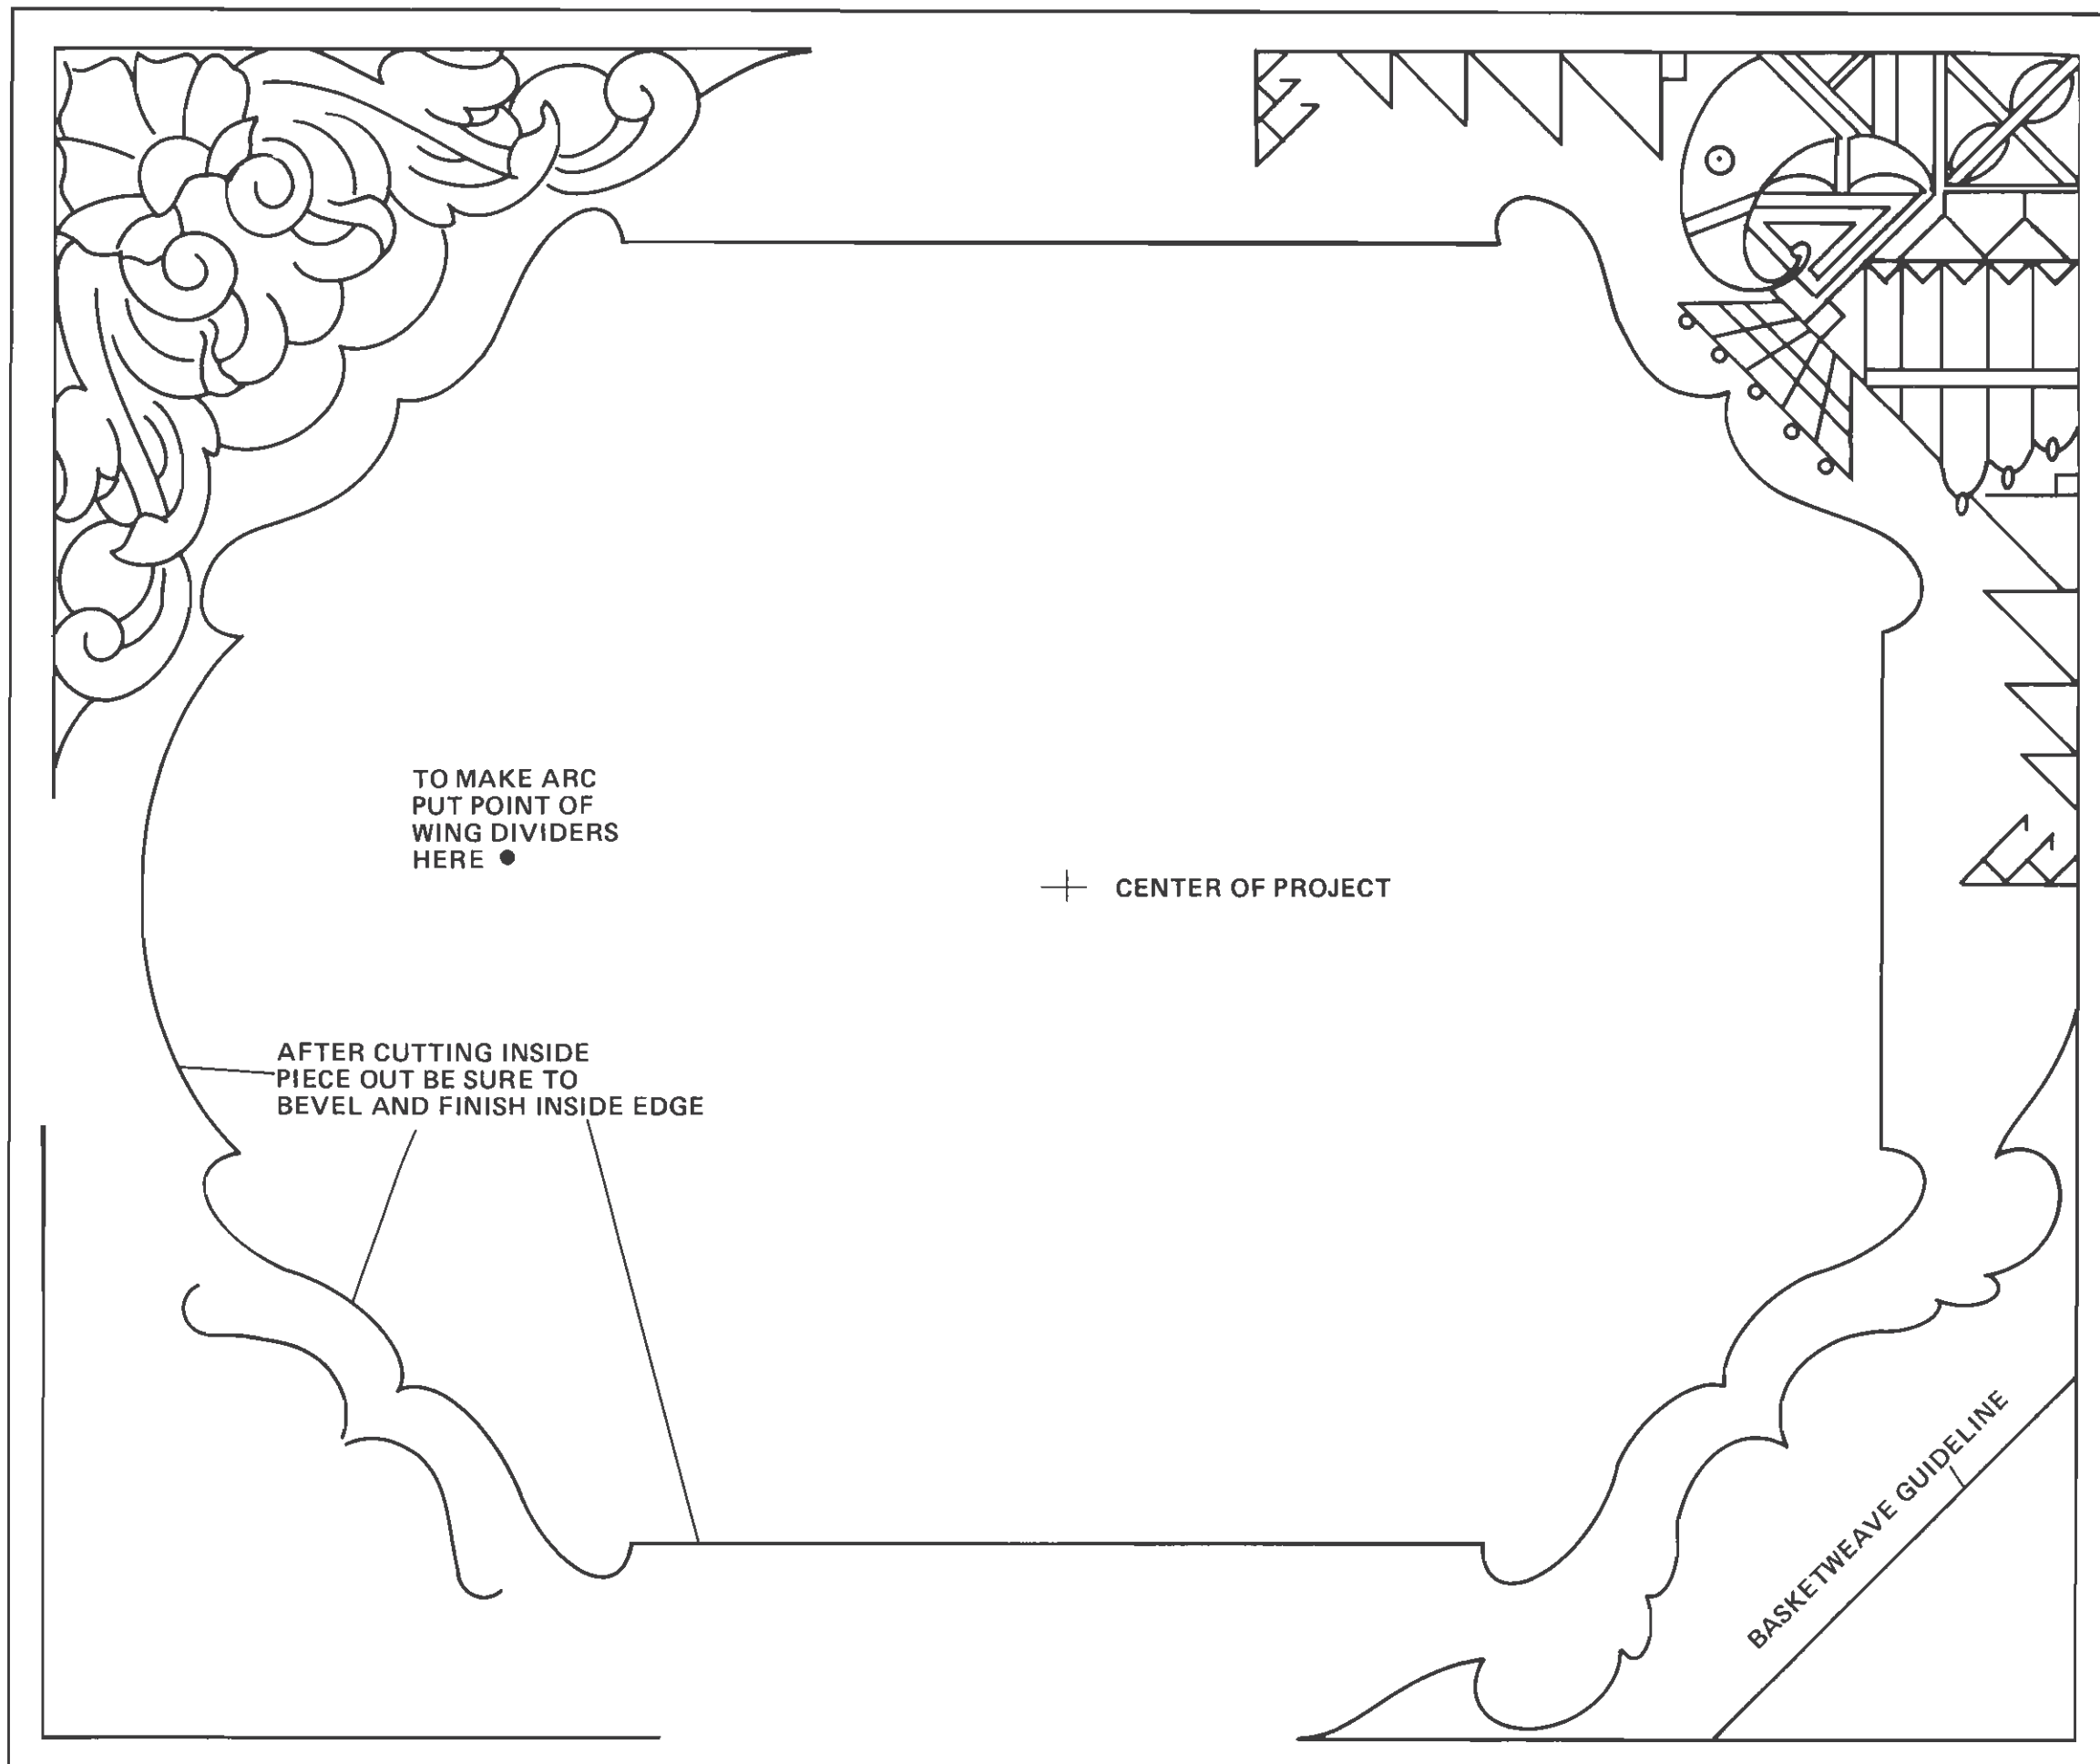 TO MAKE ARC
PUT POINT OF
WING DIVIDERS
HERE
CENTER OF PROJECT
AFTER CUTTING INSIDE
PIECE OUT BE SURE TO
BEVEL AND FINISH INSIDE EDGE
BASKETWEAVE GUIDELINE